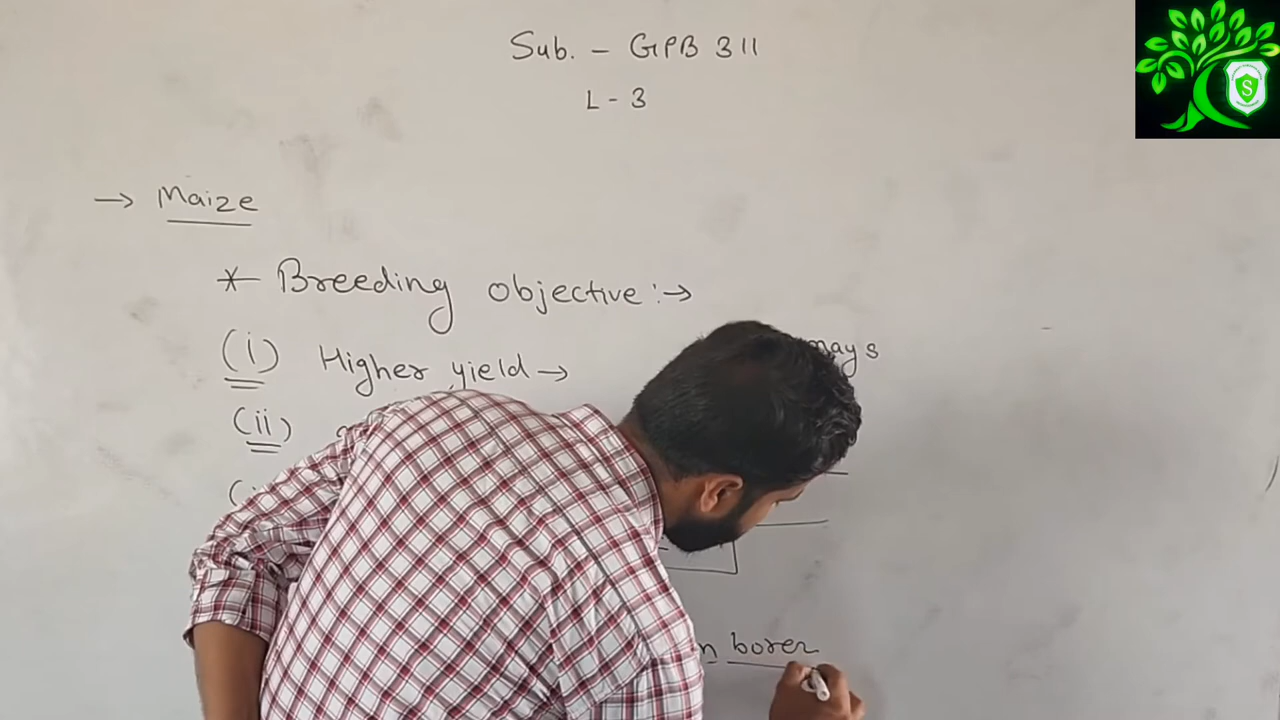 Sub. - GPB 311
L - 3
→ Maize
* Breeding objective :→
(i) Higher yield →
mays
(ii)
borer
S